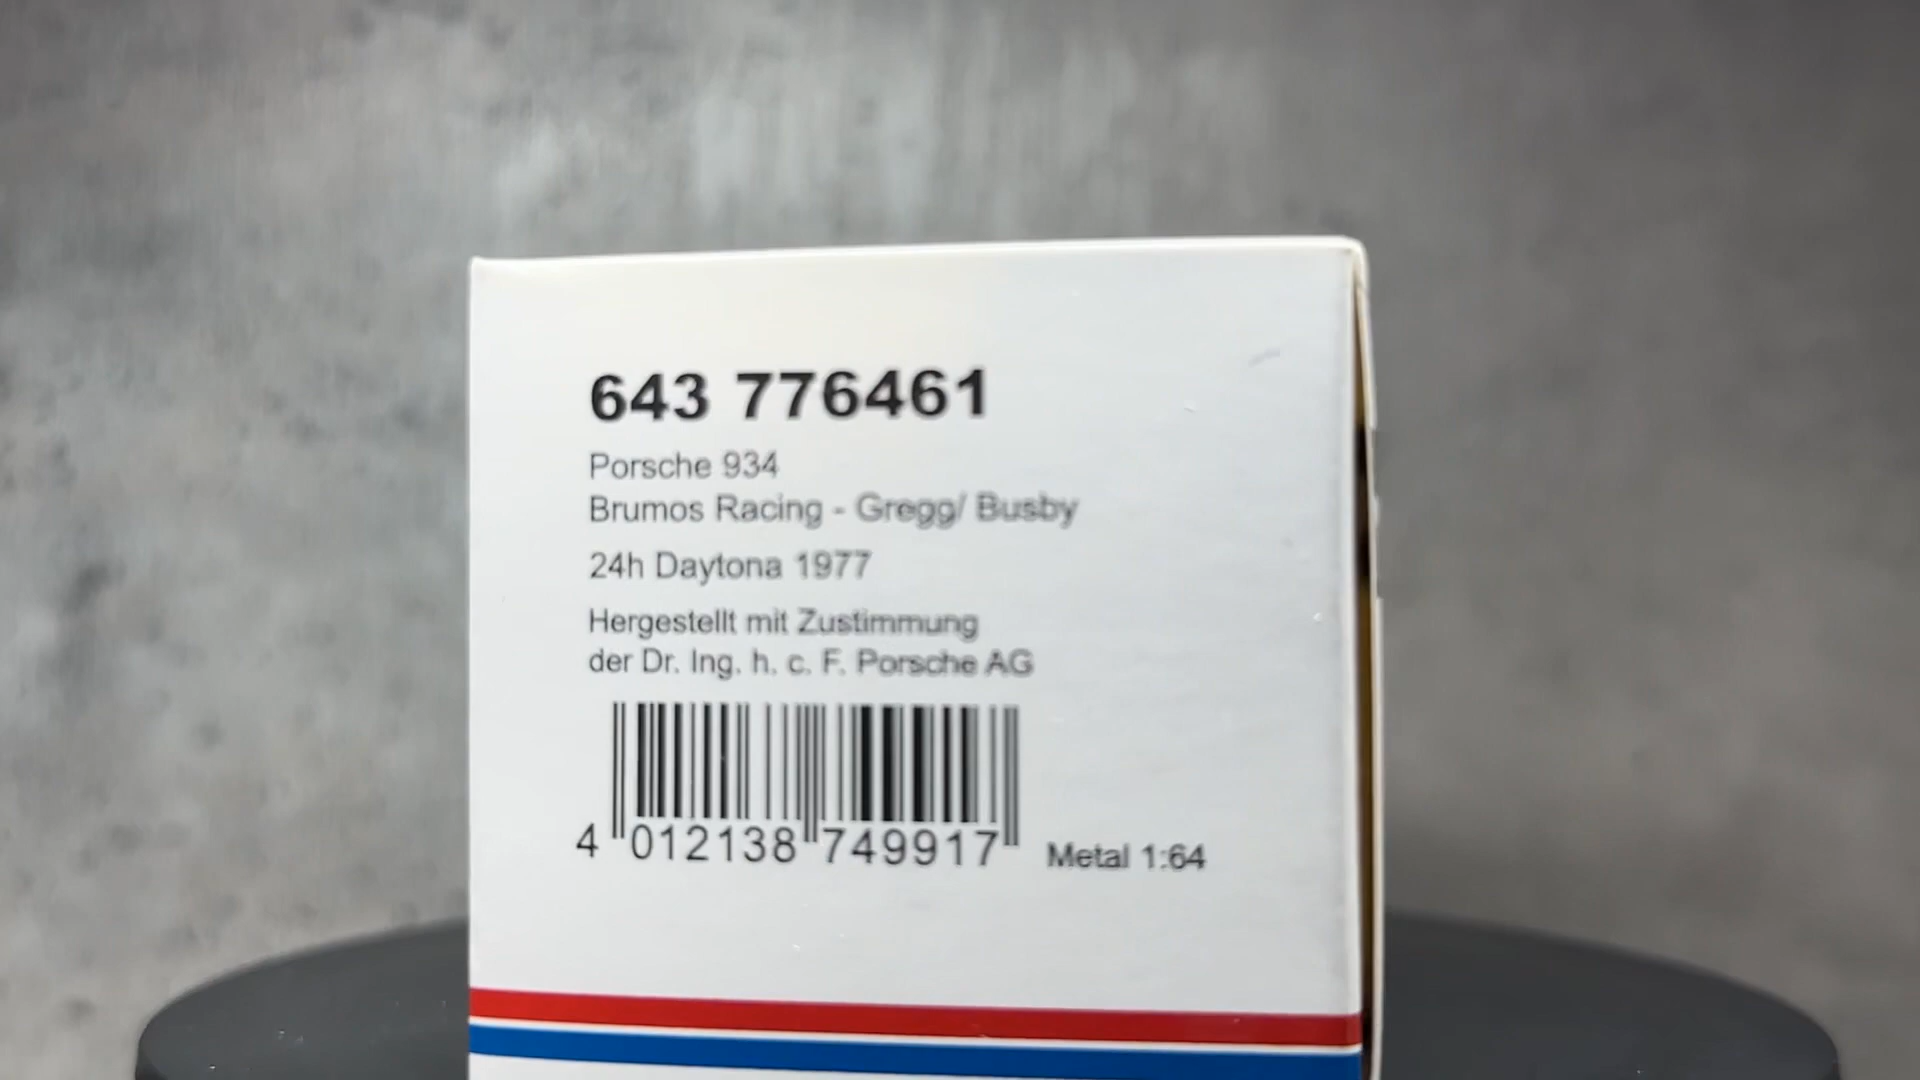 643 776461
Porsche 934
Brumos Racing - Gregg/ Busby
24h Daytona 1977
Hergestellt mit Zustimmung
der Dr. Ing. h. c. F. Porsche AG
4 012138 749917
Metal 1:64